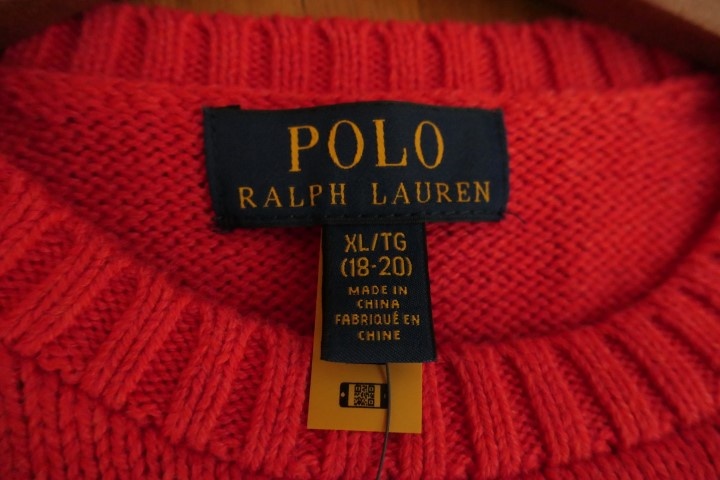 POLO
RALPH LAUREN
XL/TG
(18-20)
MADE IN
CHINA
FABRIQUÉ EN
CHINE